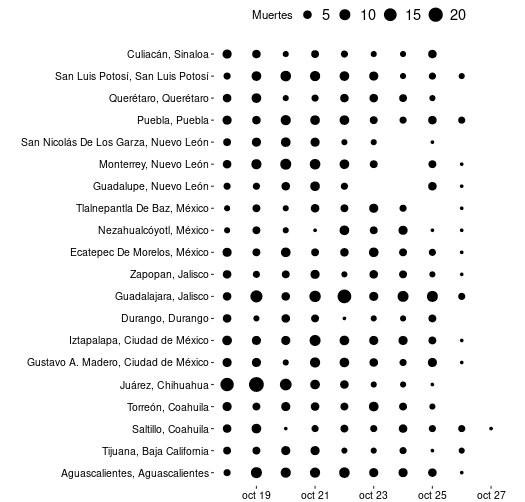 Muertes 5 10 15 20
Culiacán, Sinaloa
San Luis Potosí, San Luis Potosí
Querétaro, Querétaro
Puebla, Puebla
San Nicolás De Los Garza, Nuevo León
Monterrey, Nuevo León
Guadalupe, Nuevo León
Tlalnepantla De Baz, México
Nezahualcóyotl, México
Ecatepec De Morelos, México
Zapopan, Jalisco
Guadalajara, Jalisco
Durango, Durango
Iztapalapa, Ciudad de México
Gustavo A. Madero, Ciudad de México
Juárez, Chihuahua
Torreón, Coahuila
Saltillo, Coahuila
Tijuana, Baja California
Aguascalientes, Aguascalientes
oct 19 oct 21 oct 23 oct 25 oct 27